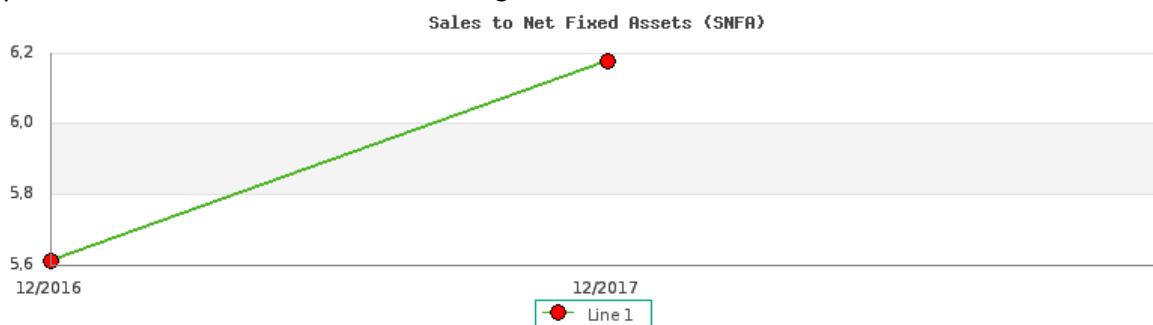 Sales to Net Fixed Assets (SNFA)
6,2
6,0
5,8
5,6
12/2016 12/2017
Line 1